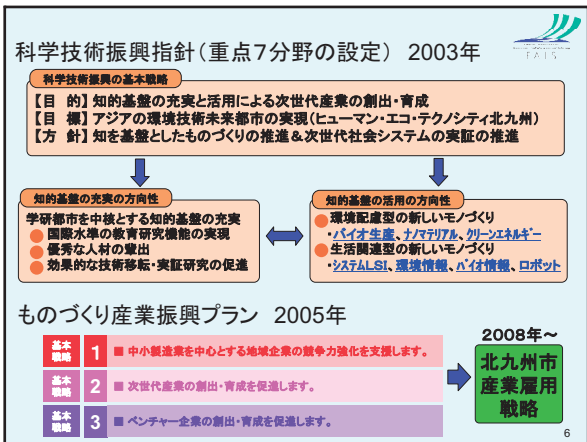 科学技術振興指針（重点7分野の設定） 2003年
FAIS
科学技術振興の基本戦略
【目 的】知的基盤の充実と活用による次世代産業の創出・育成
【目 標】アジアの環境技術未来都市の実現（ヒューマン・エコ・テクノシティ北九州）
【方 針】知を基盤としたものづくりの推進＆次世代社会システムの実証の推進
知的基盤の充実の方向性
学研都市を中核とする知的基盤の充実
国際水準の教育研究機能の実現
優秀な人材の輩出
効果的な技術移転・実証研究の促進
知的基盤の活用の方向性
環境配慮型の新しいモノづくり
・バイオ生産、ナノマテリアル、クリーンエネルギー
生活関連型の新しいモノづくり
・システムLSI、環境情報、バイオ情報、ロボット
ものづくり産業振興プラン 2005年
基本戦略 1 ■ 中小製造業を中心とする地域企業の競争力強化を支援します。
基本戦略 2 ■ 次世代産業の創出・育成を促進します。
基本戦略 3 ■ ベンチャー企業の創出・育成を促進します。
2008年～
北九州市
産業雇用
戦略
6